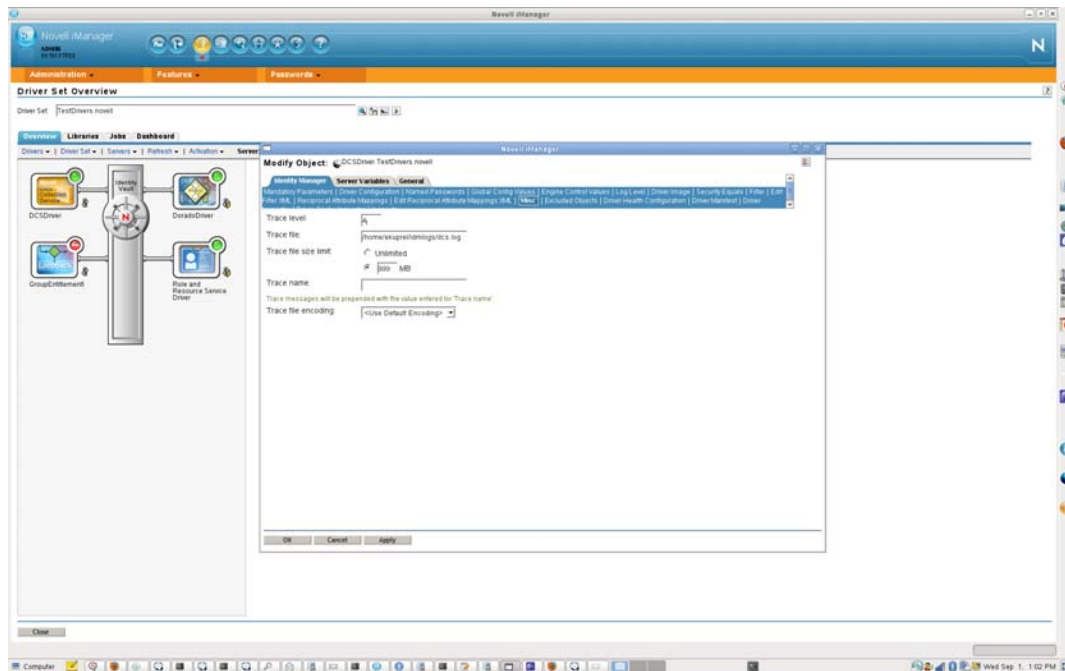 Novell iManager
Novell iManager
ADMIN
N
Administration
Features
Passwords
Driver Set Overview
Driver Set: TestDrivers.novell
Overview Libraries Jobs Dashboard
Drivers | Driver Set | Servers | Refresh | Activation Server
Identity Vault
N
DCSDriver
DoradoDriver
GroupEntitlement
Role and Resource Service Driver
Novell iManager
Modify Object: DCSDriver.TestDrivers.novell
Identity Manager Server Variables General
Mandatory Parameters | Driver Configuration | Named Passwords | Global Config Values | Engine Control Values | Log Level | Driver Image | Security Equals | Filter | Edit
Filter XML | Reciprocal Attribute Mappings | Edit Reciprocal Attribute Mappings XML | Misc | Excluded Objects | Driver Health Configuration | Driver Manifest | Driver
Trace level:
Trace file: /home/ekuprel/idmlogs/dcs.log
Trace file size limit: Unlimited
999 MB
Trace name:
Trace messages will be prepended with the value entered for 'Trace name'.
Trace file encoding: <Use Default Encoding>
OK Cancel Apply
Close
Computer
Wed Sep 1, 1:02 PM